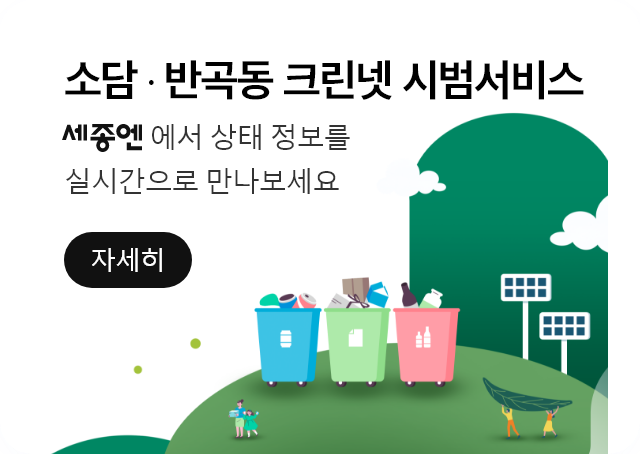 소담 · 반곡동 크린넷 시범서비스
세종엔 에서 상태 정보를
실시간으로 만나보세요
자세히